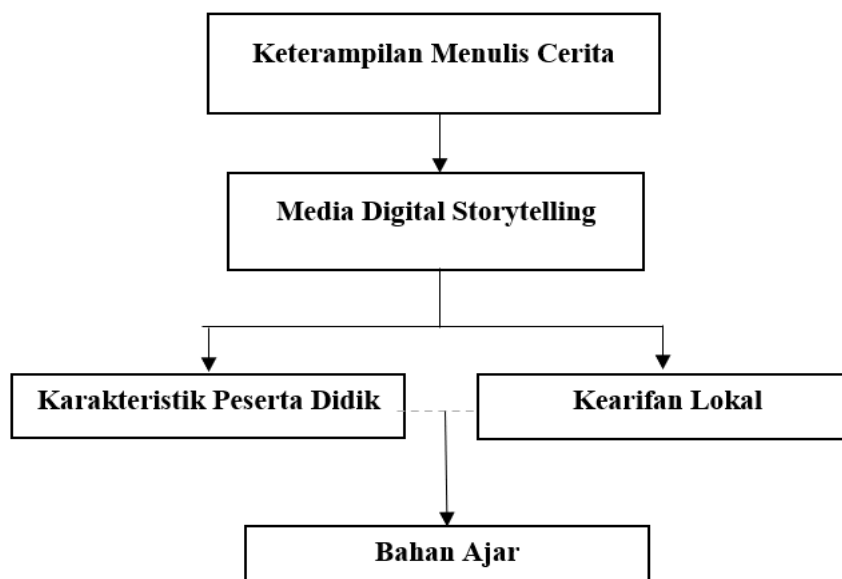 Keterampilan Menulis Cerita
Media Digital Storytelling
Karakteristik Peserta Didik
Kearifan Lokal
Bahan Ajar